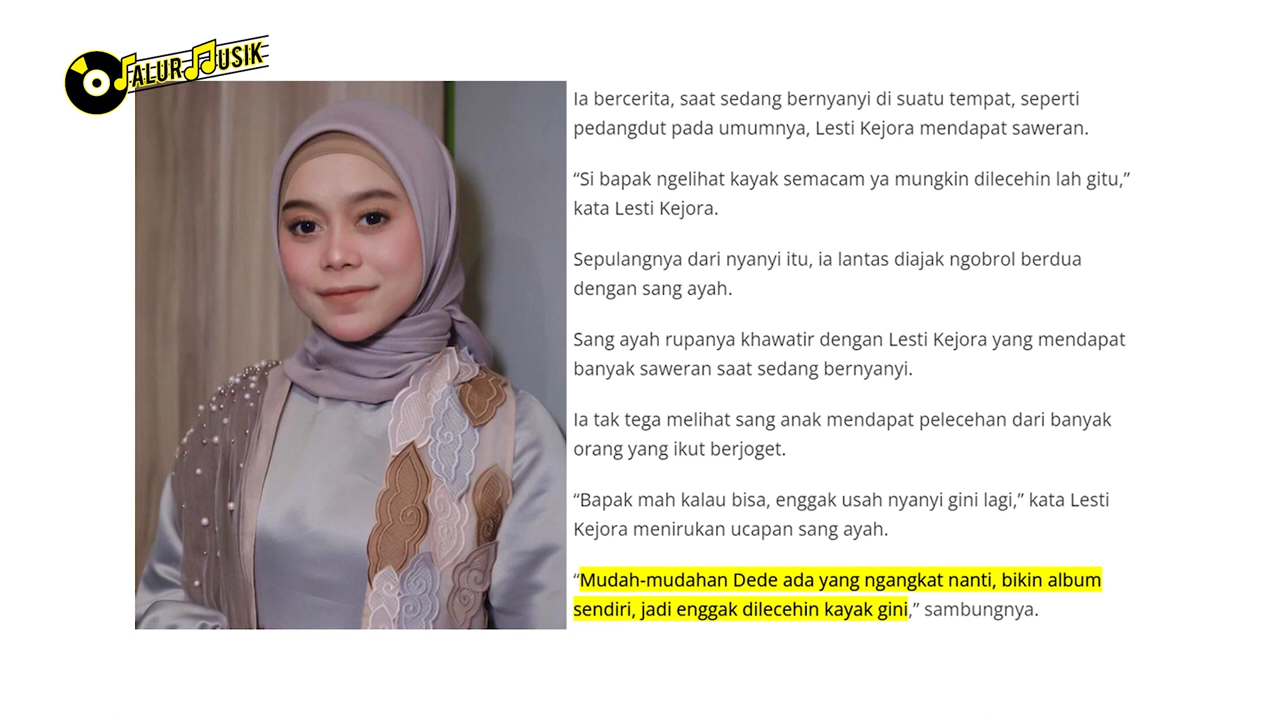 JALUR MUSIK
Ia bercerita, saat sedang bernyanyi di suatu tempat, seperti
pedangdut pada umumnya, Lesti Kejora mendapat saweran.
“Si bapak ngelihat kayak semacam ya mungkin dilecehin lah gitu,”
kata Lesti Kejora.
Sepulangnya dari nyanyi itu, ia lantas diajak ngobrol berdua
dengan sang ayah.
Sang ayah rupanya khawatir dengan Lesti Kejora yang mendapat
banyak saweran saat sedang bernyanyi.
Ia tak tega melihat sang anak mendapat pelecehan dari banyak
orang yang ikut berjoget.
“Bapak mah kalau bisa, enggak usah nyanyi gini lagi,” kata Lesti
Kejora menirukan ucapan sang ayah.
“Mudah-mudahan Dede ada yang ngangkat nanti, bikin album
sendiri, jadi enggak dilecehin kayak gini,” sambungnya.